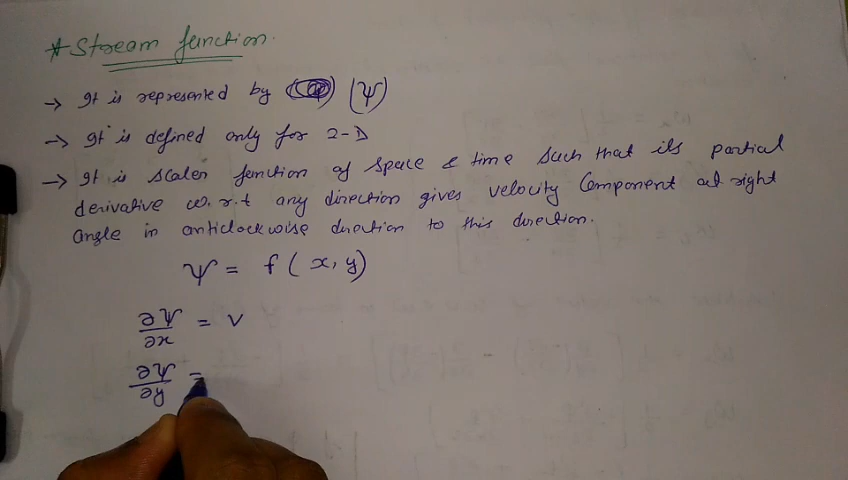 * Stream function.
→ It is represented by (ψ)
→ It is defined only for 2-D
→ It is scaler function of space & time such that its partial
derivative w.r.t any direction gives velocity component at right
angle in anticlockwise direction to this direction.
ψ = f(x,y)
∂ψ/∂x = v
∂ψ/∂y =